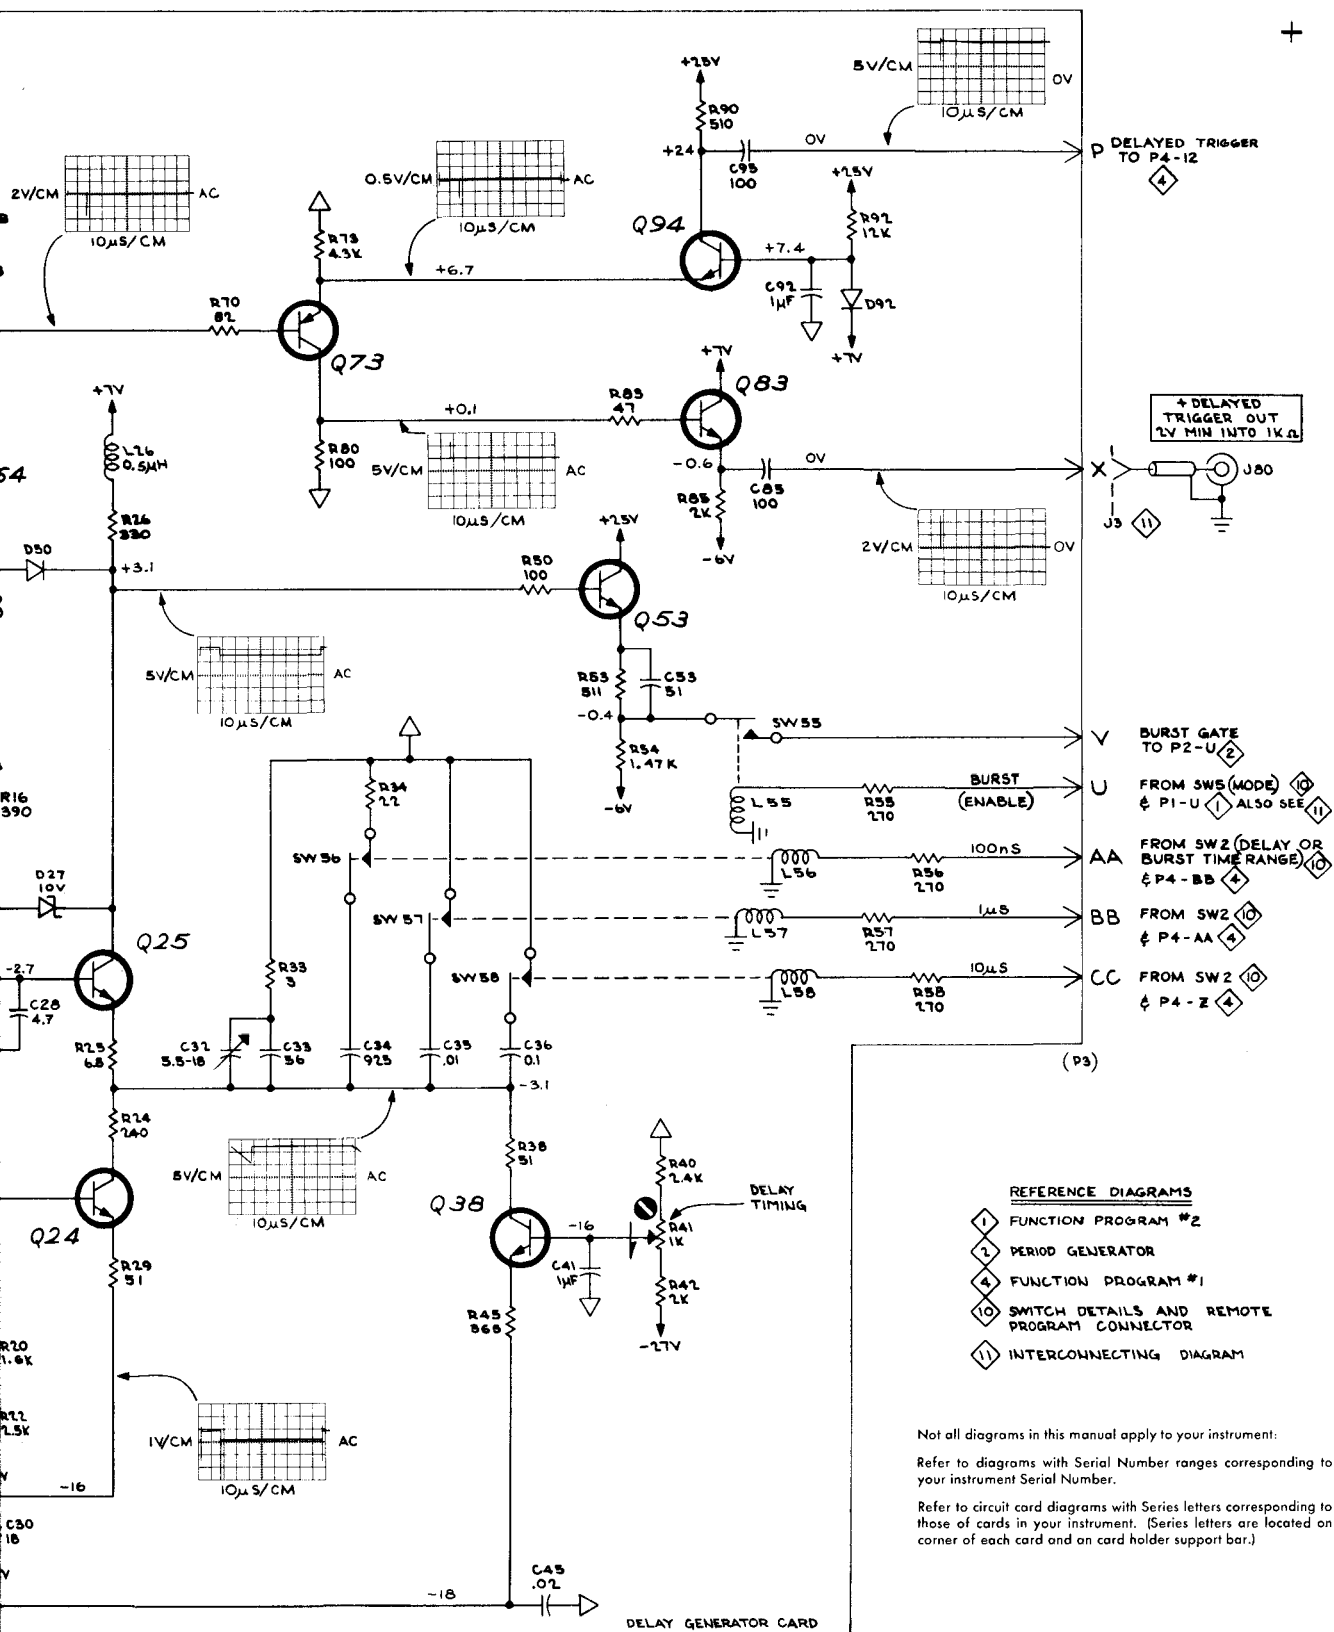 +25V
5V/CM
0V
10µS/CM
R90
510
+24
C95
100
0V
P DELAYED TRIGGER
TO P4-12
4
2V/CM
AC
10µS/CM
0.5V/CM
AC
10µS/CM
+25V
R92
12K
Q94
R73
4.3K
+7.4
+6.7
C92
1µF
D92
+7V
R70
82
Q73
+7V
Q83
+7V
R83
47
+0.1
L26
0.5µH
R80
100
5V/CM
AC
10µS/CM
-0.6
C85
100
0V
R85
2K
-6V
+ DELAYED
TRIGGER OUT
2V MIN INTO 1KΩ
X
J80
J3
11
2V/CM
0V
10µS/CM
54
R26
330
D50
+3.1
+25V
R50
100
Q53
5V/CM
AC
10µS/CM
R53
511
C53
51
-0.4
SW55
R54
1.47K
-6V
V BURST GATE
TO P2-U 2
R34
22
L55
R55
270
BURST
(ENABLE)
U FROM SW5 (MODE) 10
& P1-U 1 ALSO SEE 11
R16
390
SW56
L56
R56
270
100nS
AA FROM SW2 (DELAY OR
BURST TIME RANGE) 10
& P4-BB 4
D27
10V
SW57
L57
R57
270
1µS
BB FROM SW2 10
& P4-AA 4
Q25
-2.7
C28
4.7
R33
3
SW58
L58
R58
270
10µS
CC FROM SW2 10
& P4-Z 4
R25
6.8
C32
5.5-18
C33
56
C34
925
C35
.01
C36
0.1
-3.1
(P3)
R24
240
5V/CM
AC
10µS/CM
R38
51
R40
2.4K
DELAY
TIMING
Q24
Q38
-16
R41
1K
C41
1µF
R42
2K
-27V
R29
51
R45
365
R20
1.6K
R22
2.5K
1V/CM
AC
10µS/CM
-16
C30
18
V
-18
C45
.02
REFERENCE DIAGRAMS
1 FUNCTION PROGRAM #2
2 PERIOD GENERATOR
4 FUNCTION PROGRAM #1
10 SWITCH DETAILS AND REMOTE
PROGRAM CONNECTOR
11 INTERCONNECTING DIAGRAM
Not all diagrams in this manual apply to your instrument:
Refer to diagrams with Serial Number ranges corresponding to
your instrument Serial Number.
Refer to circuit card diagrams with Series letters corresponding to
those of cards in your instrument. (Series letters are located on
corner of each card and an card holder support bar.)
DELAY GENERATOR CARD